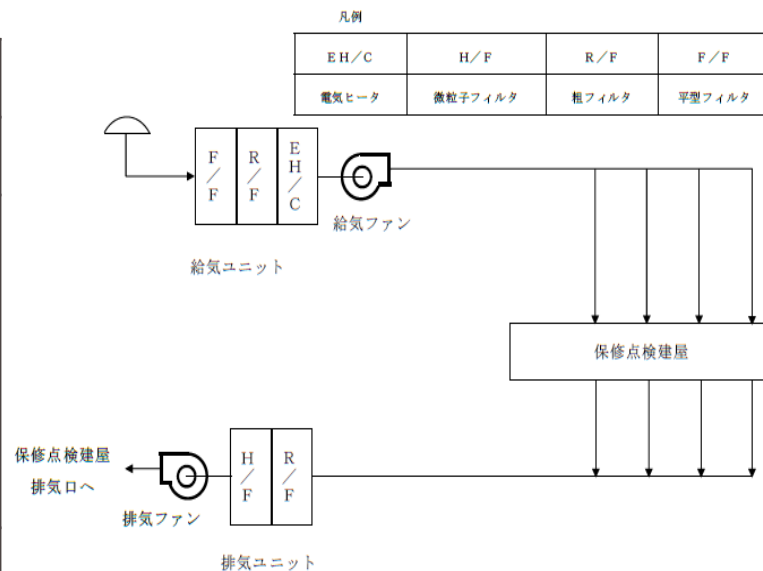 凡例
EH/C H/F R/F F/F
電気ヒータ 微粒子フィルタ 粗フィルタ 平型フィルタ
F/F R/F EH/C
給気ファン
給気ユニット
保修点検建屋
保修点検建屋
排気口へ
H/F R/F
排気ファン
排気ユニット